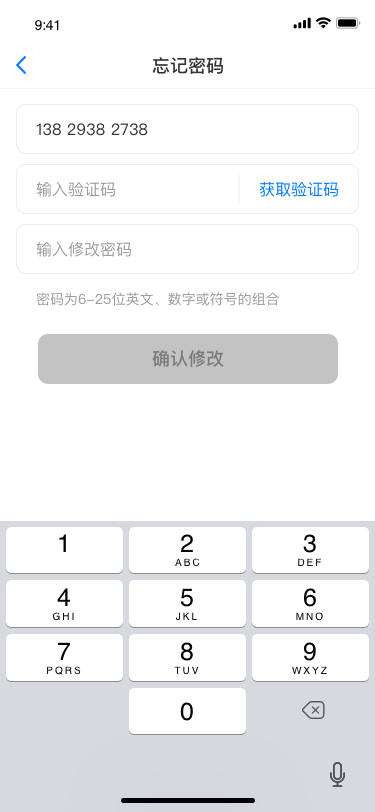 9:41
忘记密码
138 2938 2738
输入验证码 获取验证码
输入修改密码
密码为6-25位英文、数字或符号的组合
确认修改
1 2 3
ABC DEF
4 5 6
GHI JKL MNO
7 8 9
PQRS TUV WXYZ
0